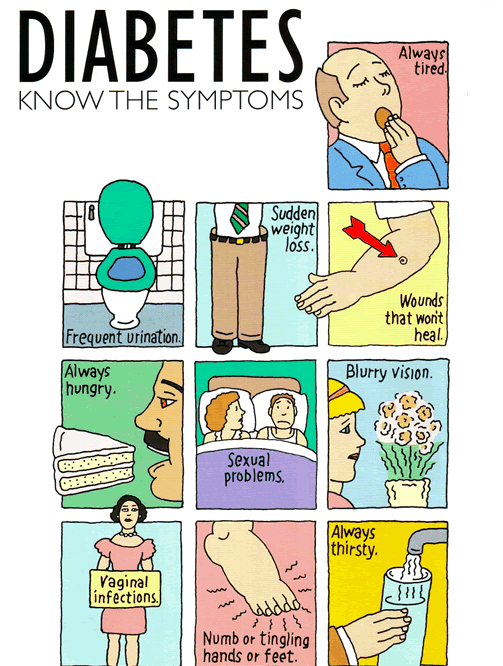 DIABETES
KNOW THE SYMPTOMS
Always
tired.
Frequent urination.
Sudden
weight
loss.
Wounds
that won't
heal.
Always
hungry.
Sexual
problems.
Blurry vision.
Vaginal
infections.
Numb or tingling
hands or feet.
Always
thirsty.